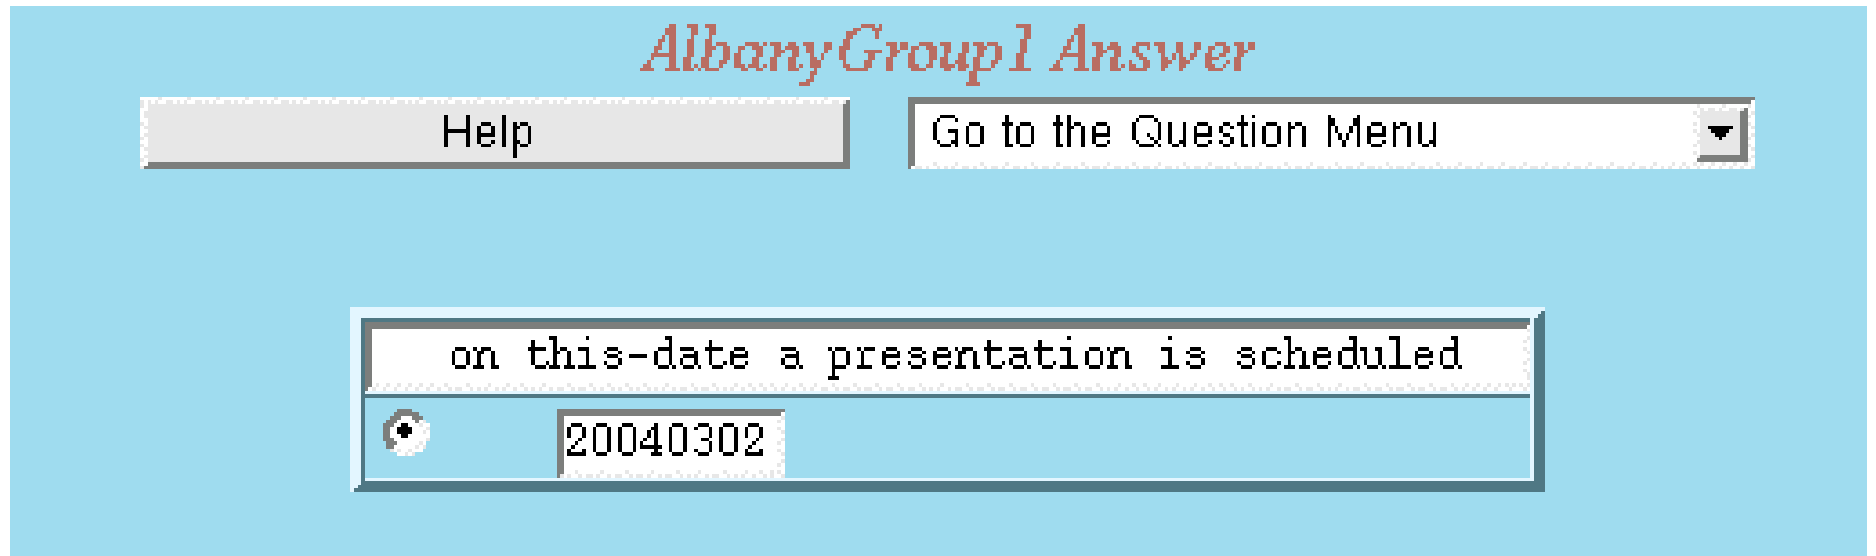 AlbanyGroup1 Answer
Help
Go to the Question Menu
on this-date a presentation is scheduled
20040302